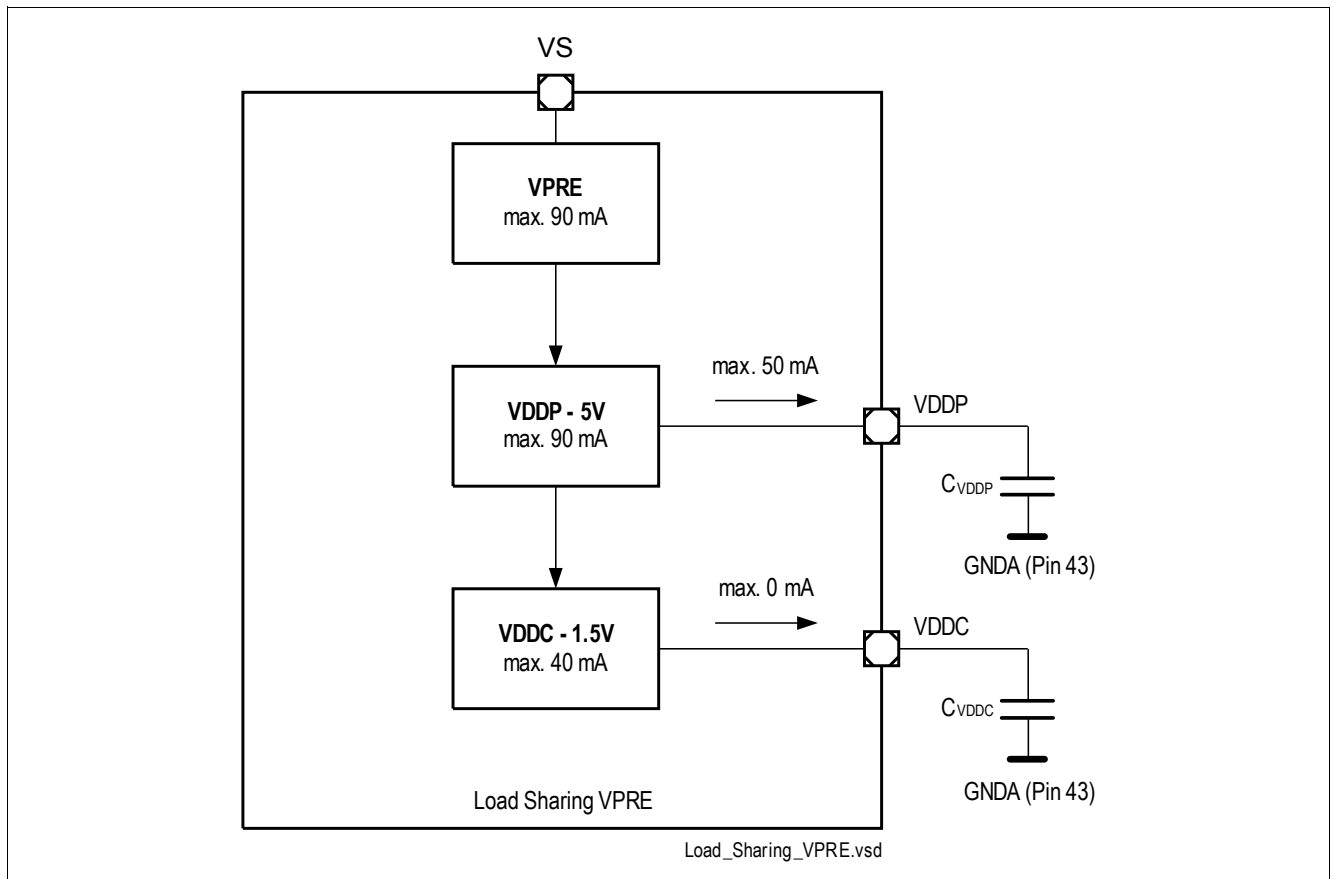 VS
VPRE
max. 90 mA
max. 50 mA
VDDP
VDDP - 5V
max. 90 mA
CVDDP
GNDA (Pin 43)
max. 0 mA
VDDC
VDDC - 1.5V
max. 40 mA
CVDDC
GNDA (Pin 43)
Load Sharing VPRE
Load_Sharing_VPRE.vsd